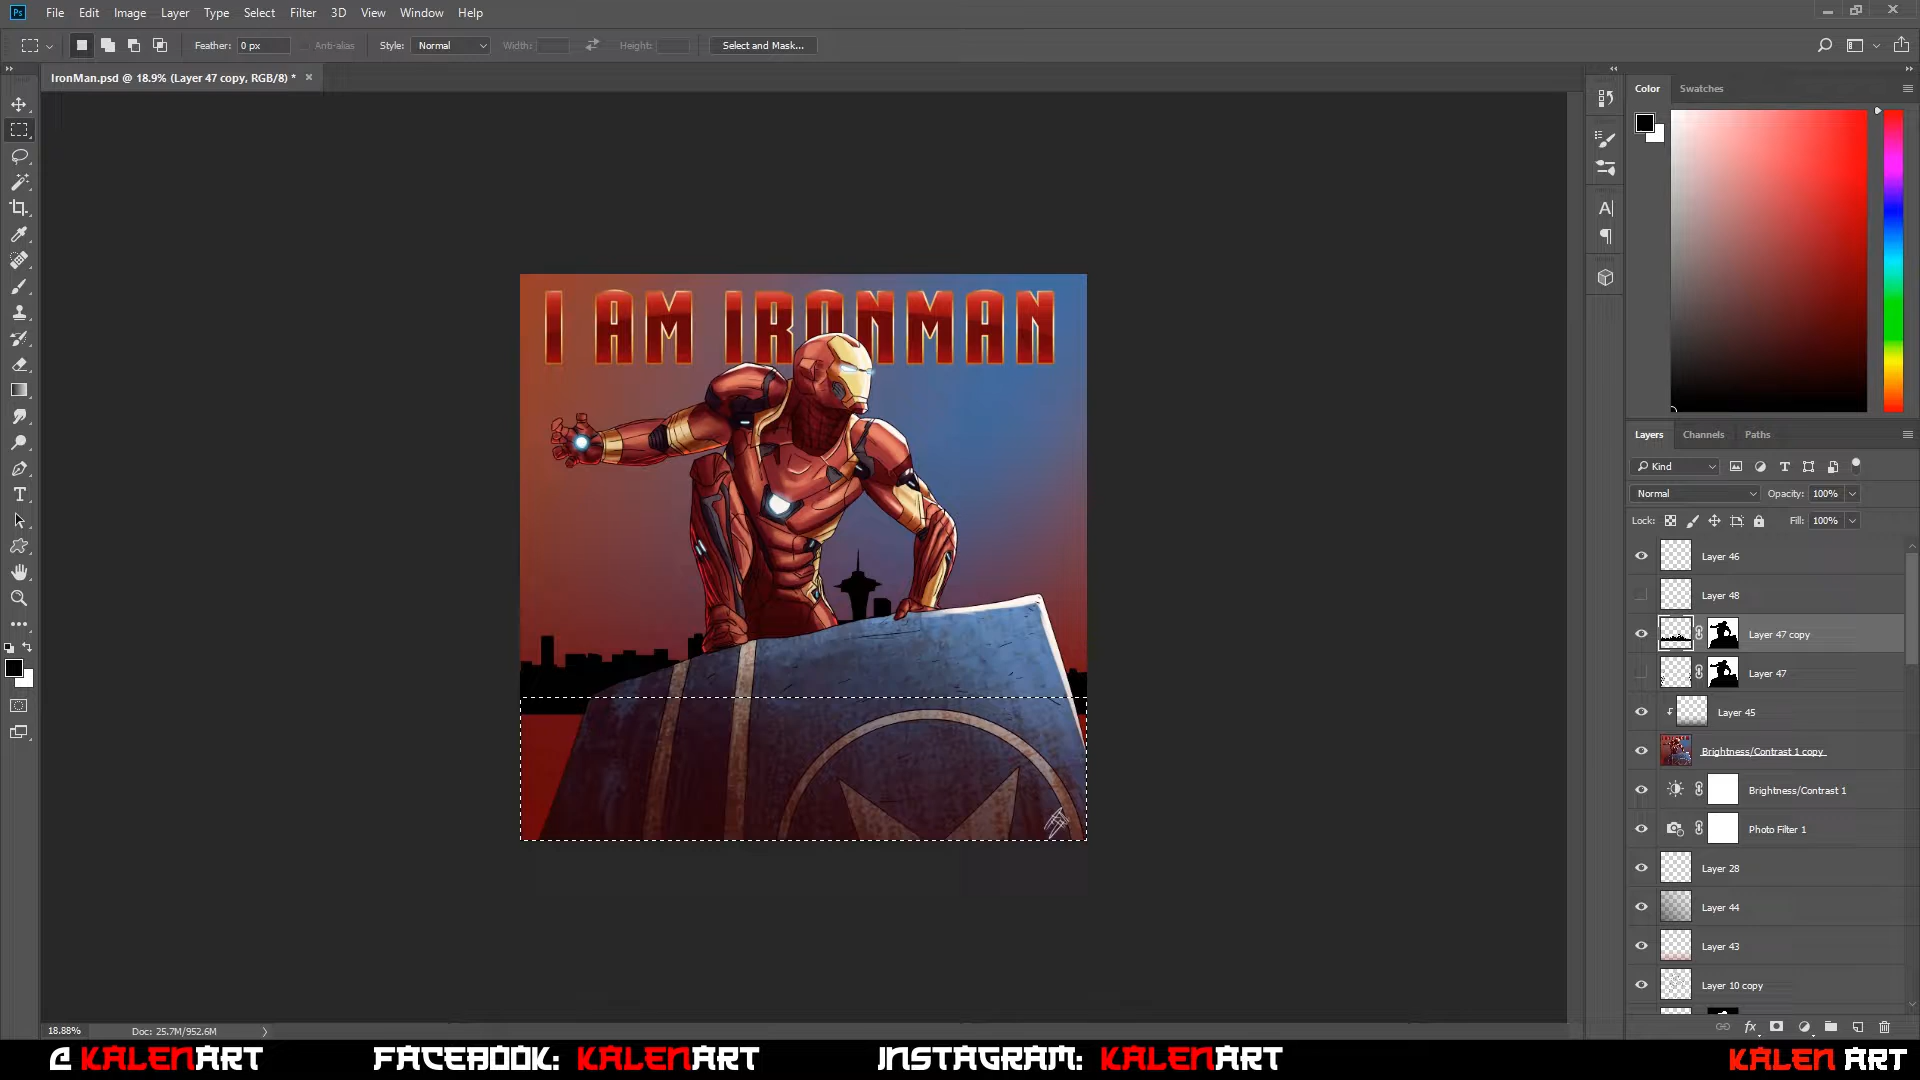 Ps File Edit Image Layer Type Select Filter 3D View Window Help
Feather: 0 px Anti-alias Style: Normal Width: Height: Select and Mask...
IronMan.psd @ 18.9% (Layer 47 copy, RGB/8) *
Color Swatches
I AM IRONMAN
Layers Channels Paths
Kind
Normal Opacity: 100%
Lock: Fill: 100%
Layer 46
Layer 48
Layer 47 copy
Layer 47
Layer 45
Brightness/Contrast 1 copy
Brightness/Contrast 1
Photo Filter 1
Layer 28
Layer 44
Layer 43
Layer 10 copy
18.88% Doc: 25.7M/952.6M
@ KALENART FACEBOOK: KALENART INSTAGRAM: KALENART KALEN ART